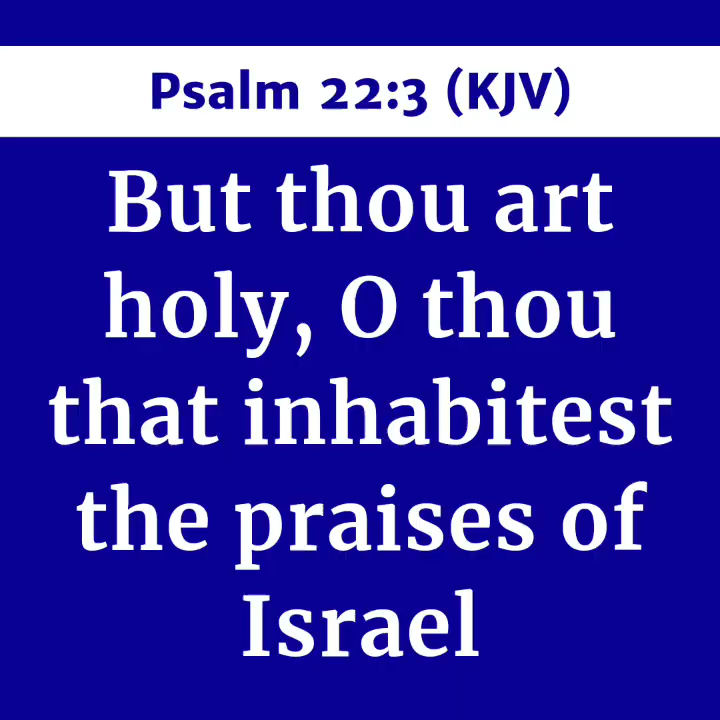 Psalm 22:3 (KJV)
But thou art
holy, O thou
that inhabitest
the praises of
Israel